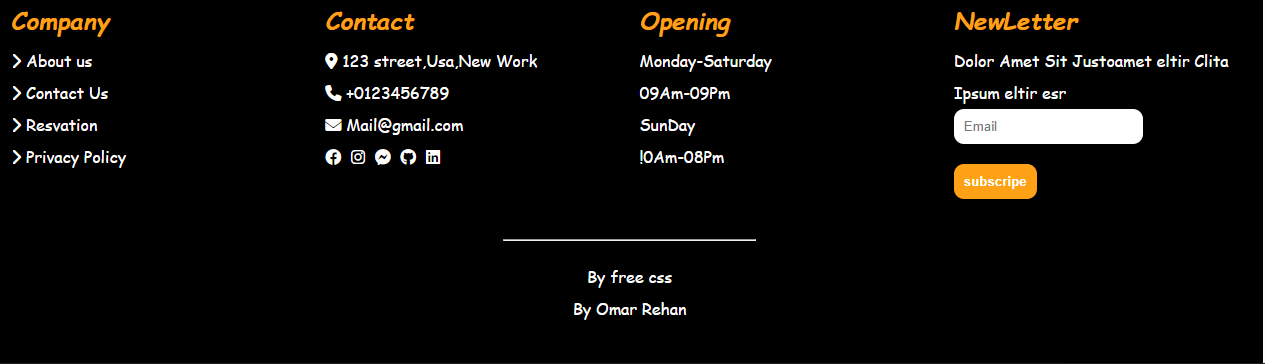 Company
About us
Contact Us
Resvation
Privacy Policy
Contact
123 street,Usa,New Work
+0123456789
Mail@gmail.com
Opening
Monday-Saturday
09Am-09Pm
SunDay
!0Am-08Pm
NewLetter
Dolor Amet Sit Justoamet eltir Clita
Ipsum eltir esr
Email
subscripe
By free css
By Omar Rehan